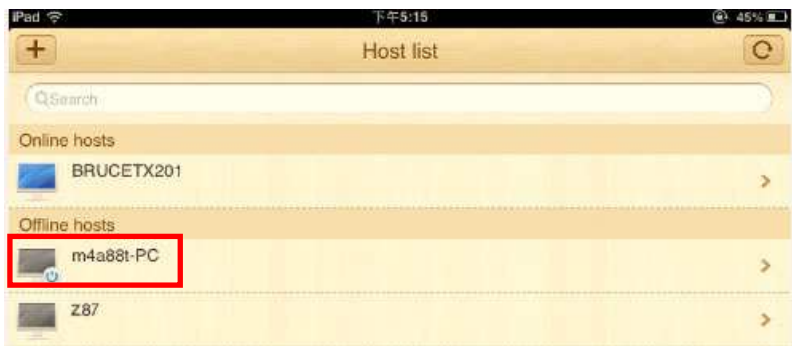 iPad 下午5:15 45%
+ Host list
Search
Online hosts
BRUCETX201
Offline hosts
m4a88t-PC
Z87